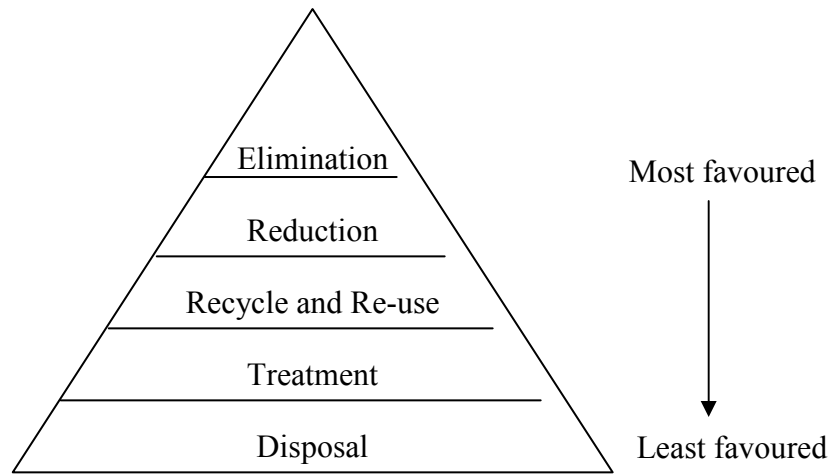 Elimination
Most favoured
Reduction
Recycle and Re-use
Treatment
Disposal
Least favoured